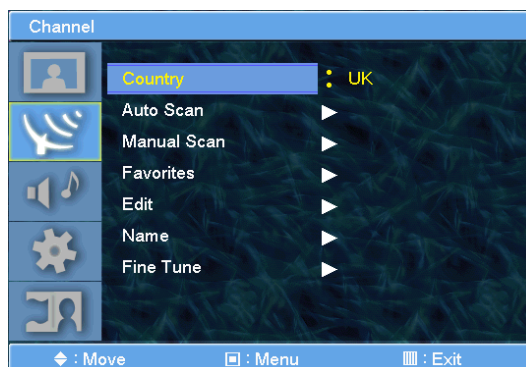 Channel
Country : UK
Auto Scan
Manual Scan
Favorites
Edit
Name
Fine Tune
: Move : Menu : Exit